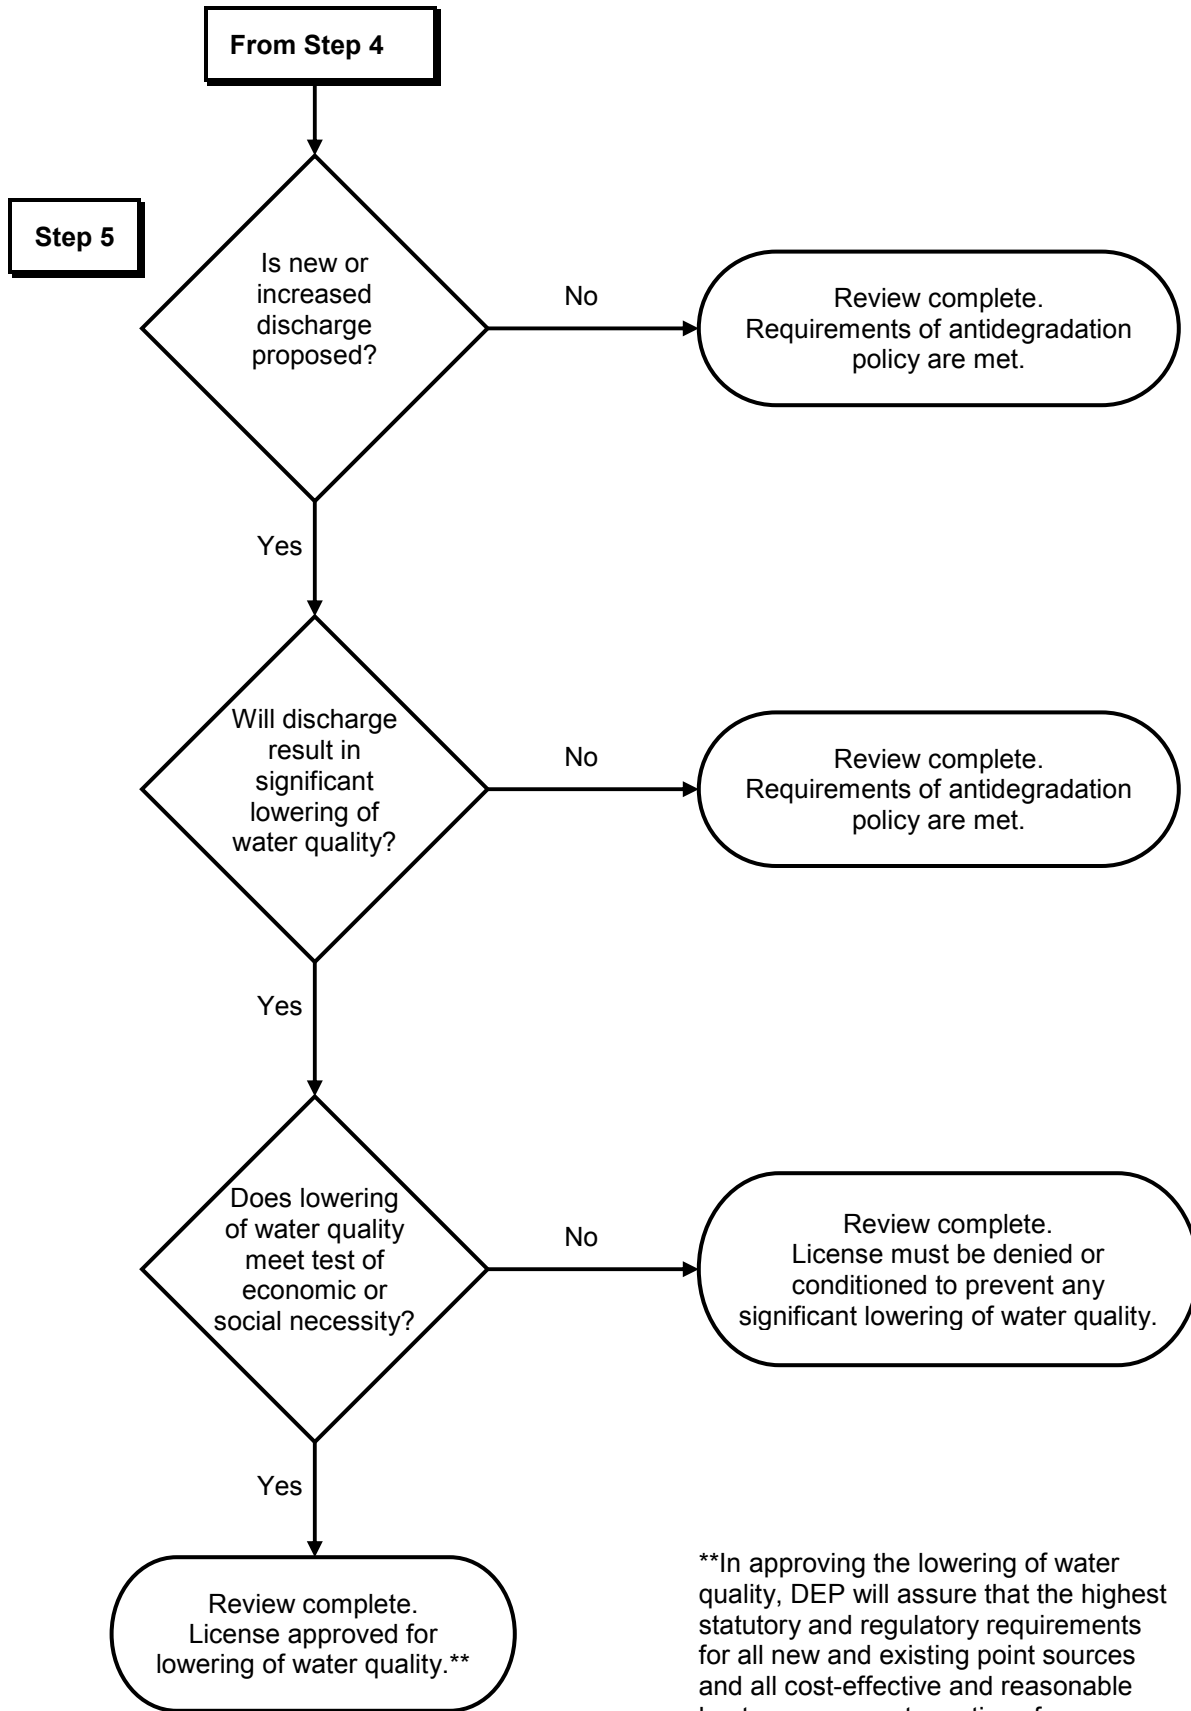 From Step 4
Step 5
Is new or
increased
discharge
proposed?
No
Review complete.
Requirements of antidegradation
policy are met.
Yes
Will discharge
result in
significant
lowering of
water quality?
No
Review complete.
Requirements of antidegradation
policy are met.
Yes
Does lowering
of water quality
meet test of
economic or
social necessity?
No
Review complete.
License must be denied or
conditioned to prevent any
significant lowering of water quality.
Yes
Review complete.
License approved for
lowering of water quality.**
**In approving the lowering of water
quality, DEP will assure that the highest
statutory and regulatory requirements
for all new and existing point sources
and all cost-effective and reasonable